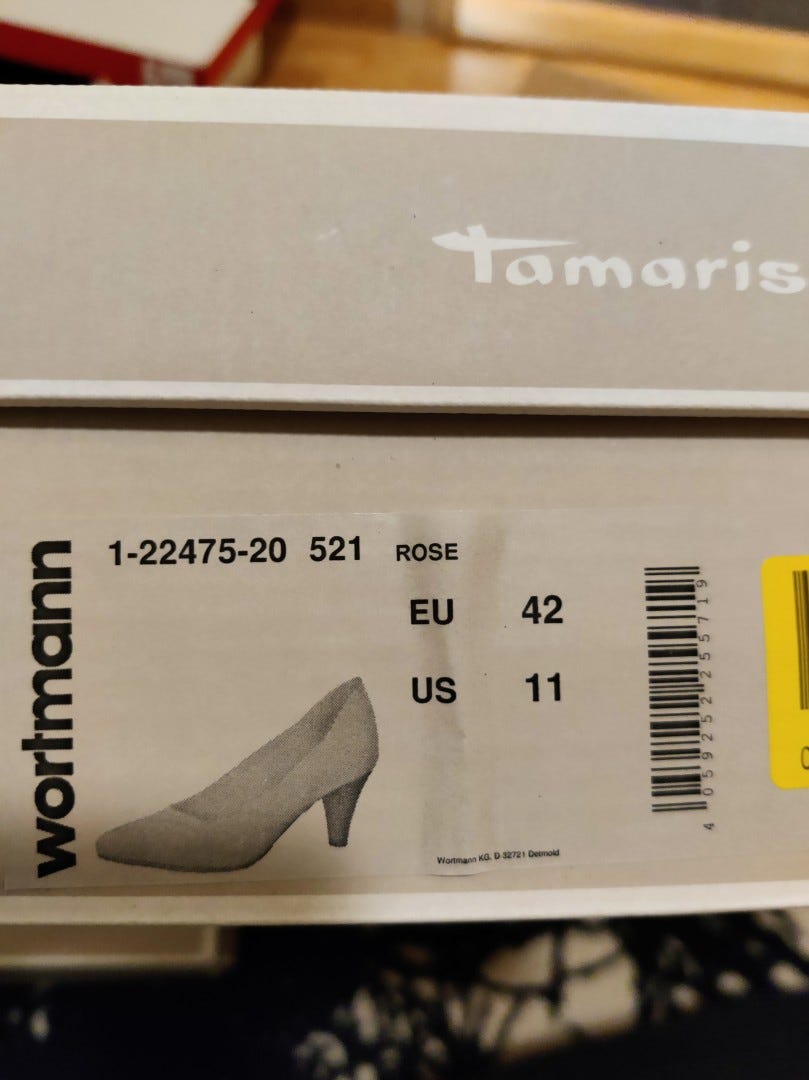 Tamaris
wortmann
1-22475-20 521 ROSE
EU 42
US 11
4 059252 255719
Wortmann KG, D-32721 Detmold